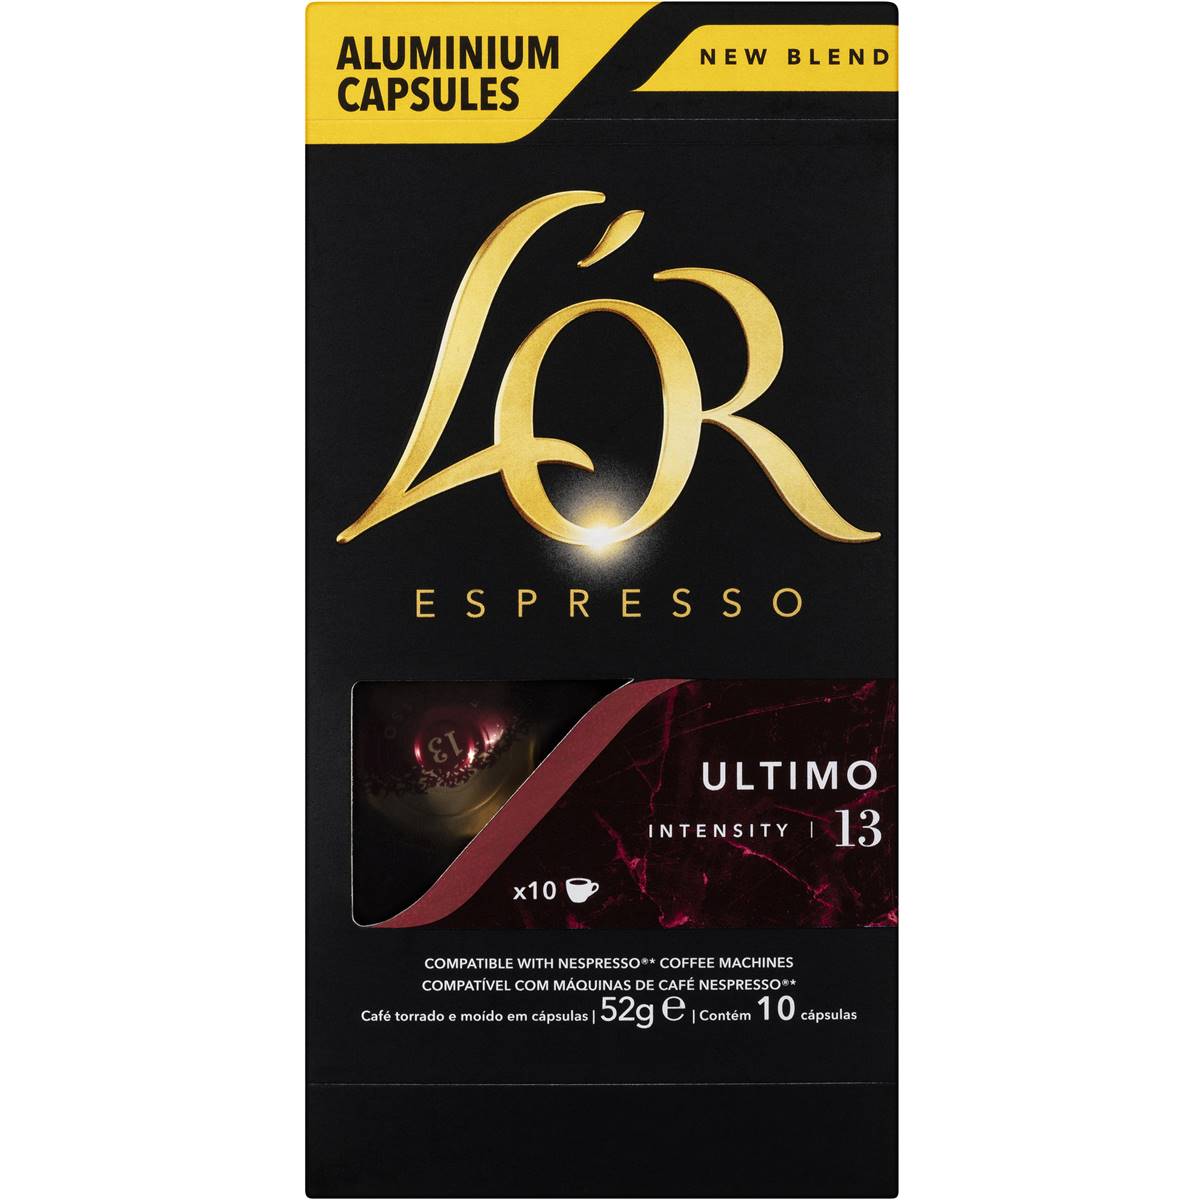 ALUMINIUM
CAPSULES
NEW BLEND
L'OR
ESPRESSO
13
ULTIMO
INTENSITY | 13
x10
COMPATIBLE WITH NESPRESSO®* COFFEE MACHINES
COMPATÍVEL COM MÁQUINAS DE CAFÉ NESPRESSO®*
Café torrado e moído em cápsulas | 52g ℮ | Contém 10 cápsulas